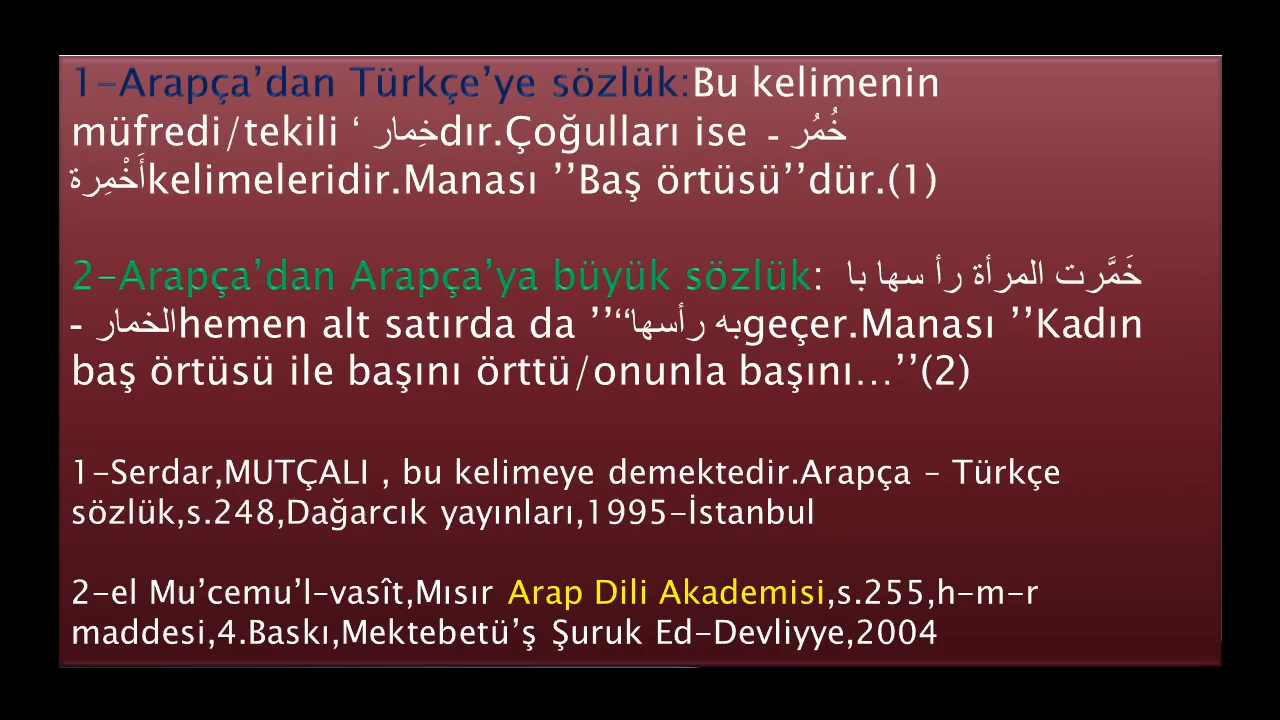 1-Arapça’dan Türkçe’ye sözlük:Bu kelimenin
müfredi/tekili ‘ خِمار dır.Çoğulları ise خُمُر -
أَخْمِرة kelimeleridir.Manası ’’Baş örtüsü’’dür.(1)
2-Arapça’dan Arapça’ya büyük sözlük: خَمَّرت المرأة رأ سها با
الخمار - hemen alt satırda da ’’به رأسها‘‘ geçer.Manası ’’Kadın
baş örtüsü ile başını örttü/onunla başını…’’(2)
1-Serdar,MUTÇALI , bu kelimeye demektedir.Arapça – Türkçe
sözlük,s.248,Dağarcık yayınları,1995-İstanbul
2-el Mu’cemu’l-vasît,Mısır Arap Dili Akademisi,s.255,h-m-r
maddesi,4.Baskı,Mektebetü’ş Şuruk Ed-Devliyye,2004